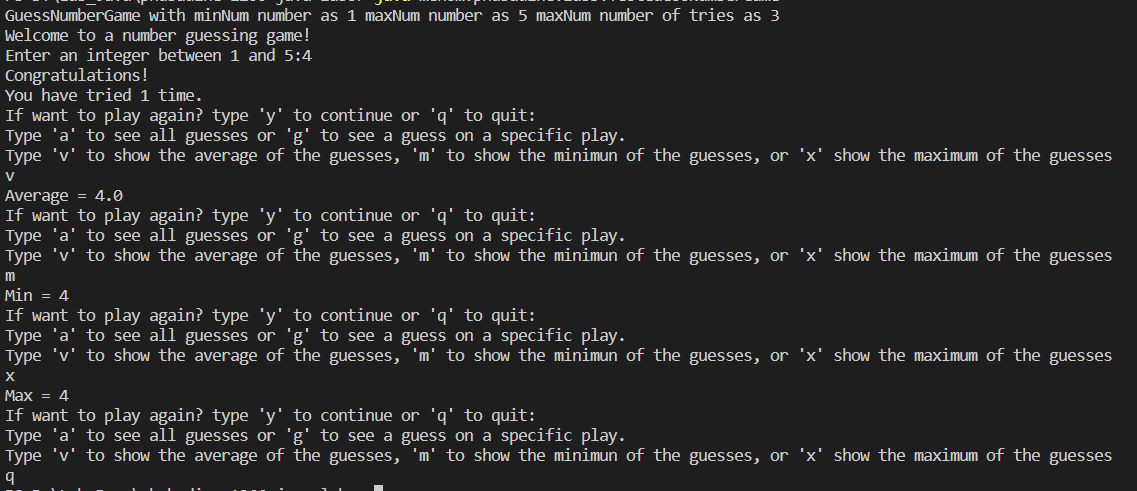 GuessNumberGame with minNum number as 1 maxNum number as 5 maxNum number of tries as 3
Welcome to a number guessing game!
Enter an integer between 1 and 5:4
Congratulations!
You have tried 1 time.
If want to play again? type 'y' to continue or 'q' to quit:
Type 'a' to see all guesses or 'g' to see a guess on a specific play.
Type 'v' to show the average of the guesses, 'm' to show the minimun of the guesses, or 'x' show the maximum of the guesses
v
Average = 4.0
If want to play again? type 'y' to continue or 'q' to quit:
Type 'a' to see all guesses or 'g' to see a guess on a specific play.
Type 'v' to show the average of the guesses, 'm' to show the minimun of the guesses, or 'x' show the maximum of the guesses
m
Min = 4
If want to play again? type 'y' to continue or 'q' to quit:
Type 'a' to see all guesses or 'g' to see a guess on a specific play.
Type 'v' to show the average of the guesses, 'm' to show the minimun of the guesses, or 'x' show the maximum of the guesses
x
Max = 4
If want to play again? type 'y' to continue or 'q' to quit:
Type 'a' to see all guesses or 'g' to see a guess on a specific play.
Type 'v' to show the average of the guesses, 'm' to show the minimun of the guesses, or 'x' show the maximum of the guesses
q